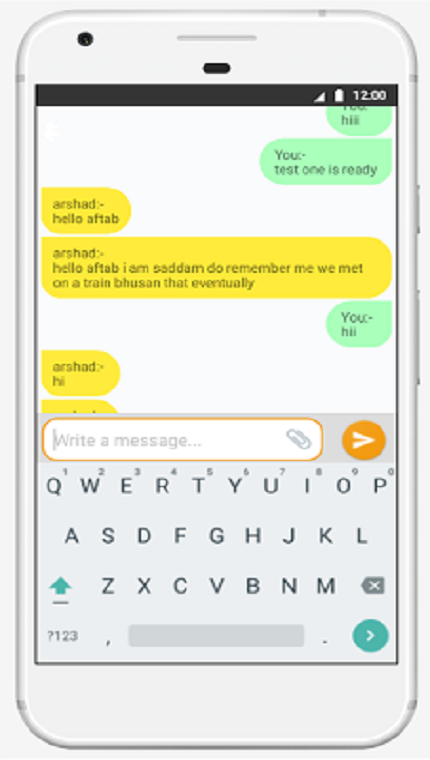 12:00
You:-
hiii
You:-
test one is ready
arshad:-
hello aftab
arshad:-
hello aftab i am saddam do remember me we met
on a train bhusan that eventually
You:-
hii
arshad:-
hi
Write a message...
1 2 3 4 5 6 7 8 9 0
Q W E R T Y U I O P
A S D F G H J K L
Z X C V B N M
?123 , .